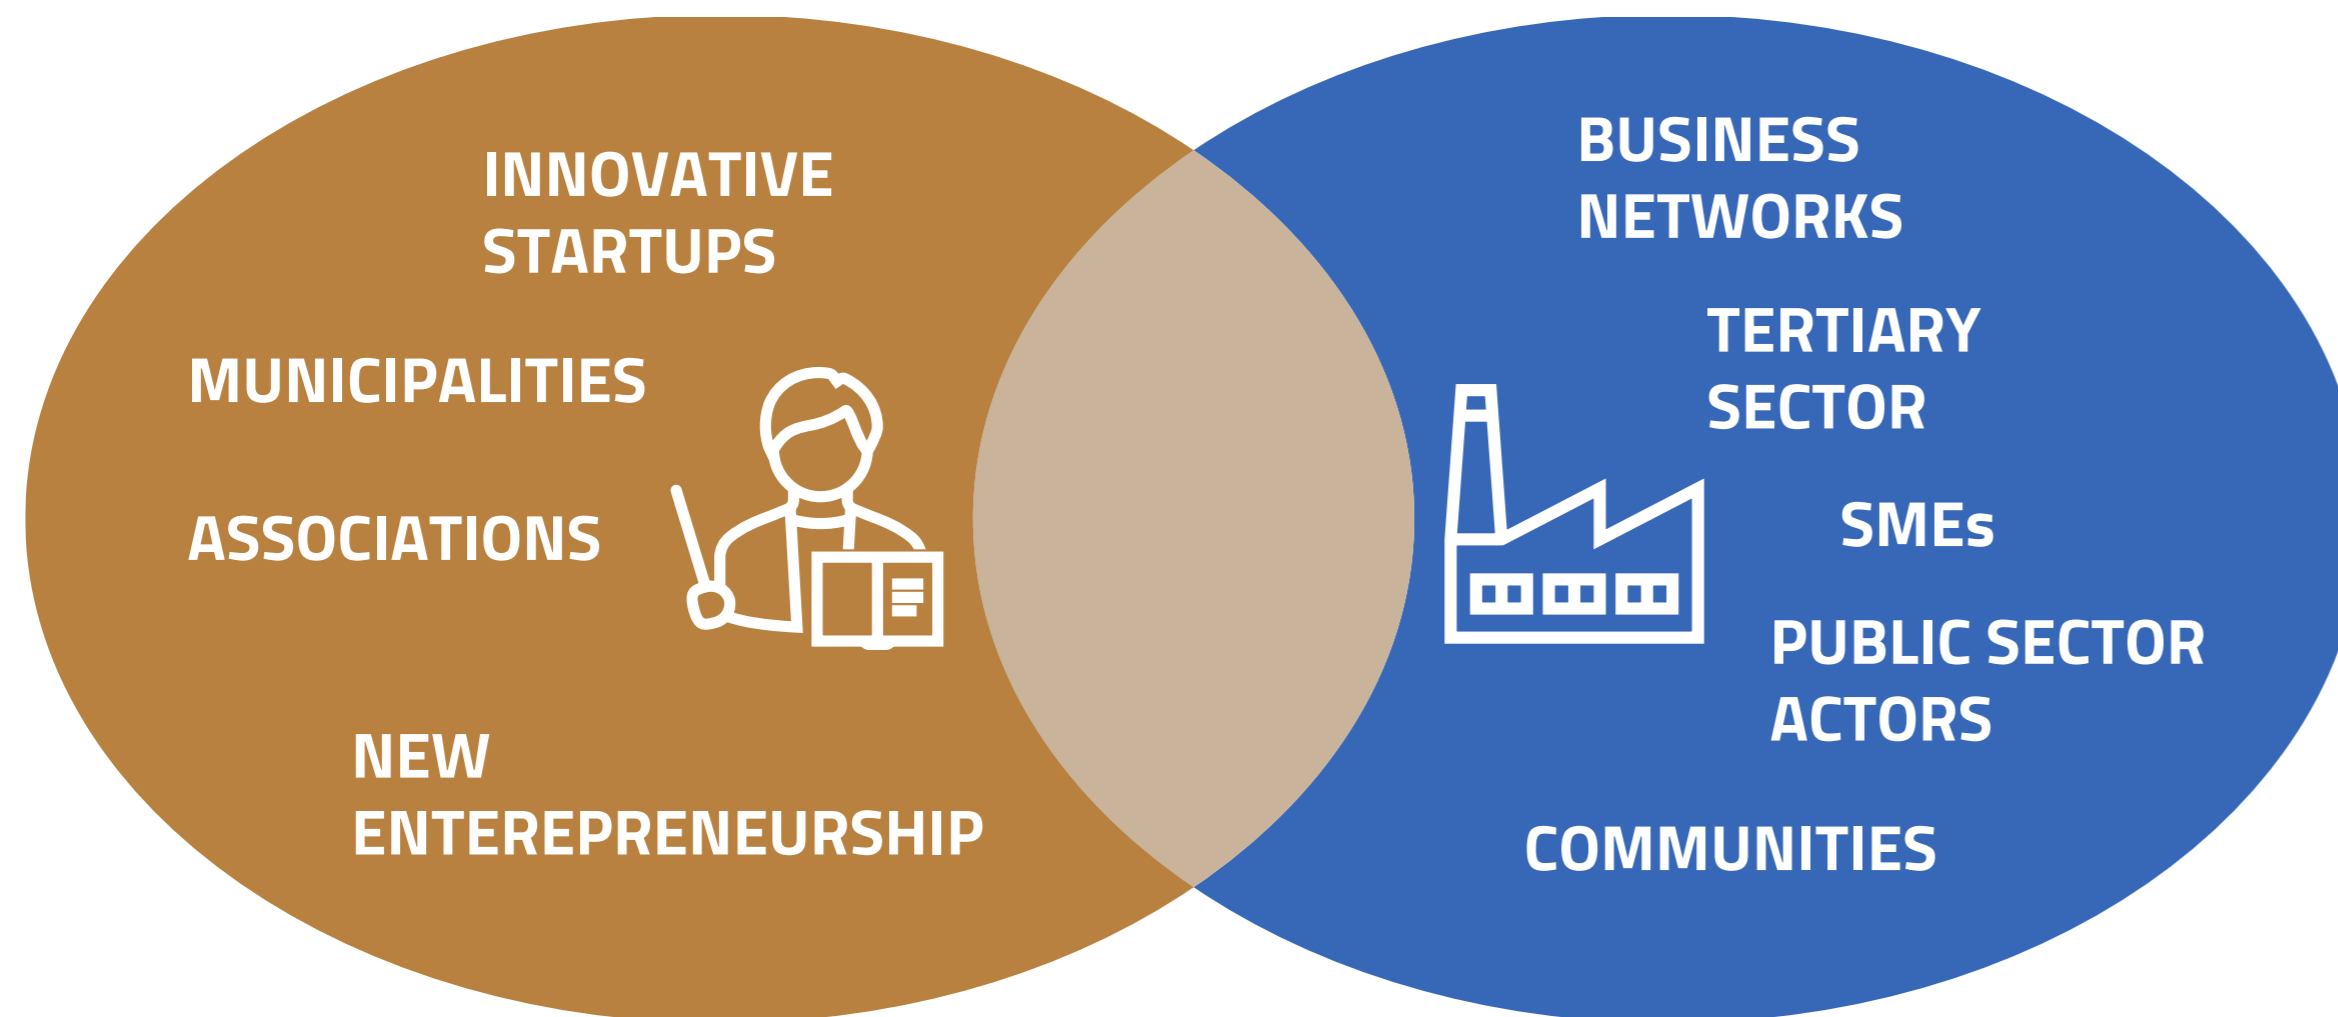 INNOVATIVE
STARTUPS
MUNICIPALITIES
ASSOCIATIONS
NEW
ENTEREPRENEURSHIP
BUSINESS
NETWORKS
TERTIARY
SECTOR
SMEs
PUBLIC SECTOR
ACTORS
COMMUNITIES